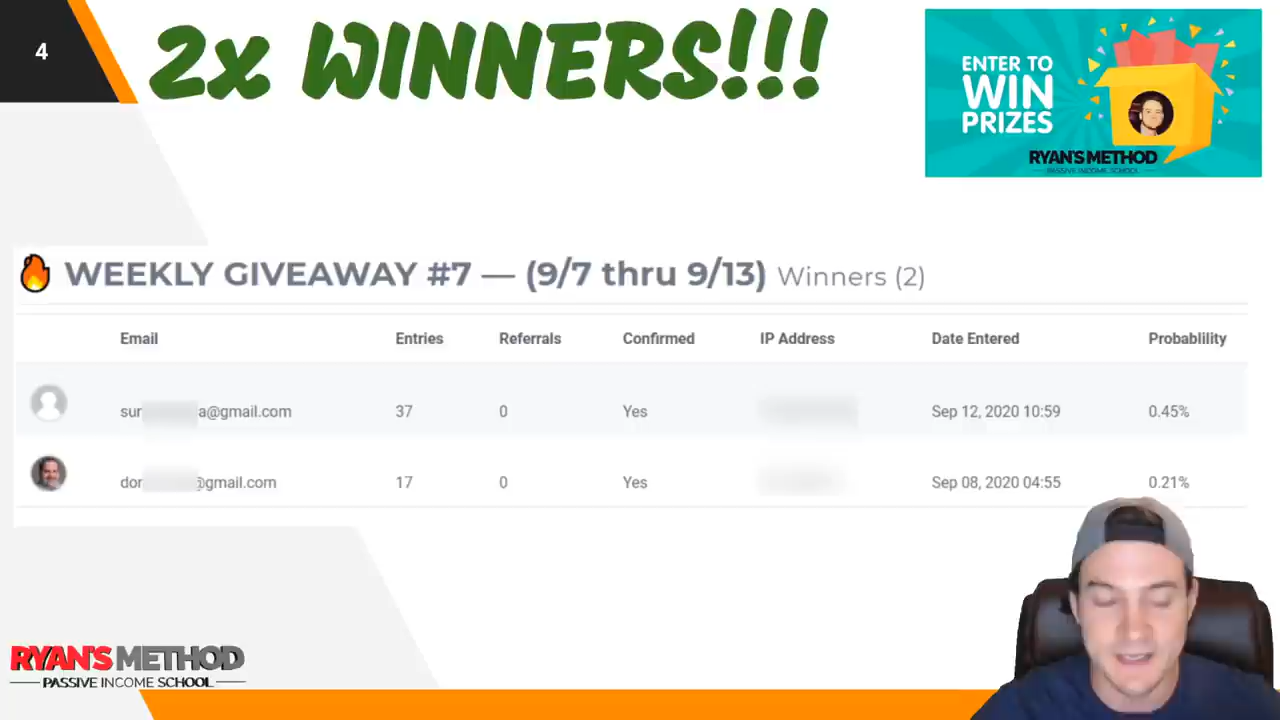 4
2x WINNERS!!!
ENTER TO
WIN
PRIZES
RYAN'S METHOD
PASSIVE INCOME SCHOOL
WEEKLY GIVEAWAY #7 — (9/7 thru 9/13) Winners (2)
Email Entries Referrals Confirmed IP Address Date Entered Probablility
sur a@gmail.com 37 0 Yes Sep 12, 2020 10:59 0.45%
dor @gmail.com 17 0 Yes Sep 08, 2020 04:55 0.21%
RYAN'S METHOD
PASSIVE INCOME SCHOOL